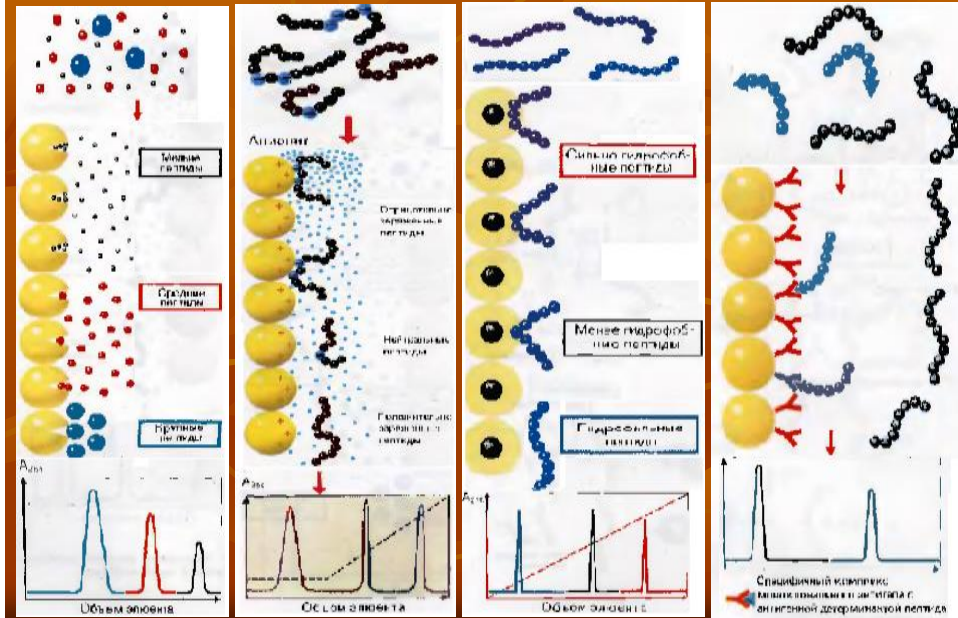 Мелкие
пептиды
Средние
пептиды
Крупные
пептиды
Объем элюента
Отрицательно
заряженные
пептиды
Нейтральные
пептиды
Положительно
заряженные
пептиды
Объем элюента
Сильно гидрофоб-
ные пептиды
Менее гидрофоб-
ные пептиды
Гидрофильные
пептиды
Объем элюента
Специфичный комплекс
антигенной детерминантой пептида